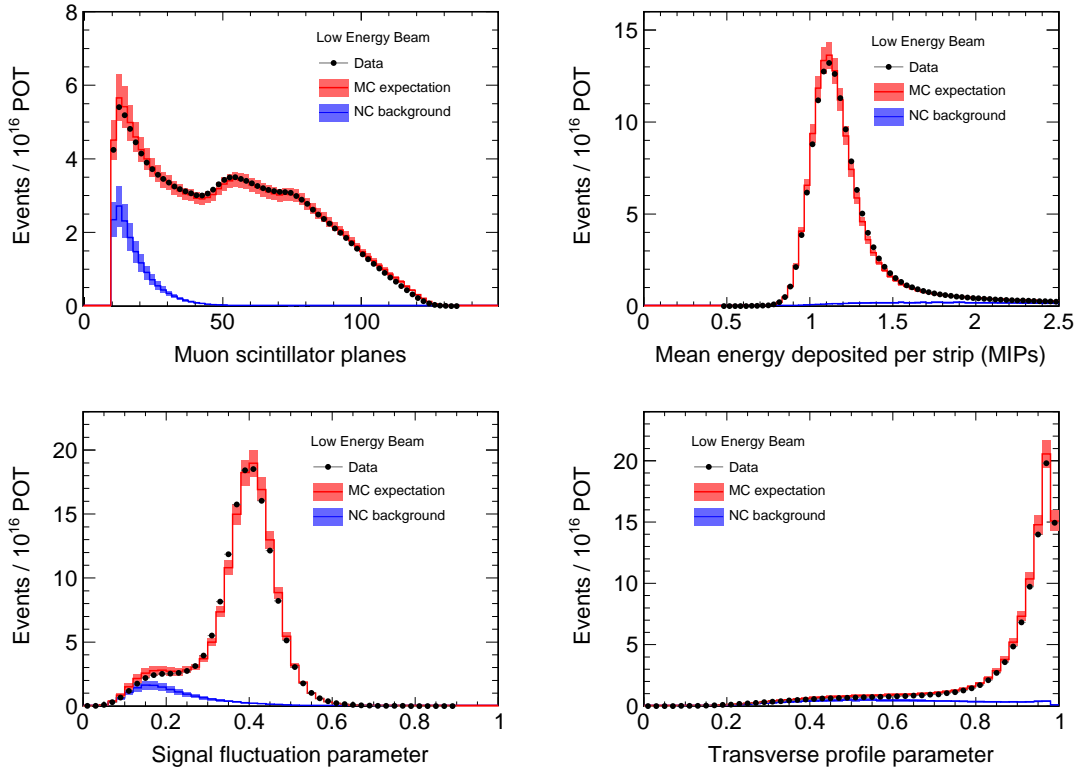 Events / 10^16 POT
8
6
4
2
0
Low Energy Beam
Data
MC expectation
NC background
0 50 100
Muon scintillator planes
Events / 10^16 POT
15
10
5
0
Low Energy Beam
Data
MC expectation
NC background
0 0.5 1 1.5 2 2.5
Mean energy deposited per strip (MIPs)
Events / 10^16 POT
20
15
10
5
0
Low Energy Beam
Data
MC expectation
NC background
0 0.2 0.4 0.6 0.8 1
Signal fluctuation parameter
Events / 10^16 POT
20
15
10
5
0
Low Energy Beam
Data
MC expectation
NC background
0 0.2 0.4 0.6 0.8 1
Transverse profile parameter